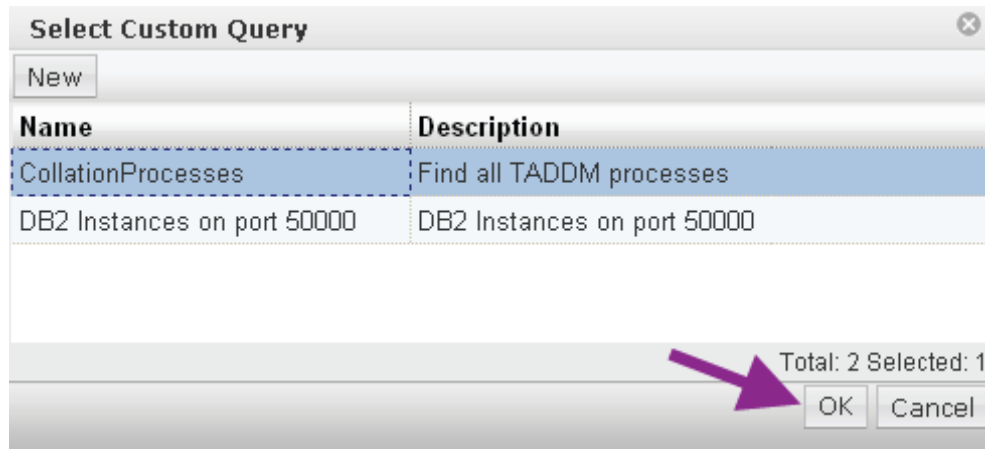 Select Custom Query
New
Name Description
CollationProcesses Find all TADDM processes
DB2 Instances on port 50000 DB2 Instances on port 50000
Total: 2 Selected: 1
OK Cancel